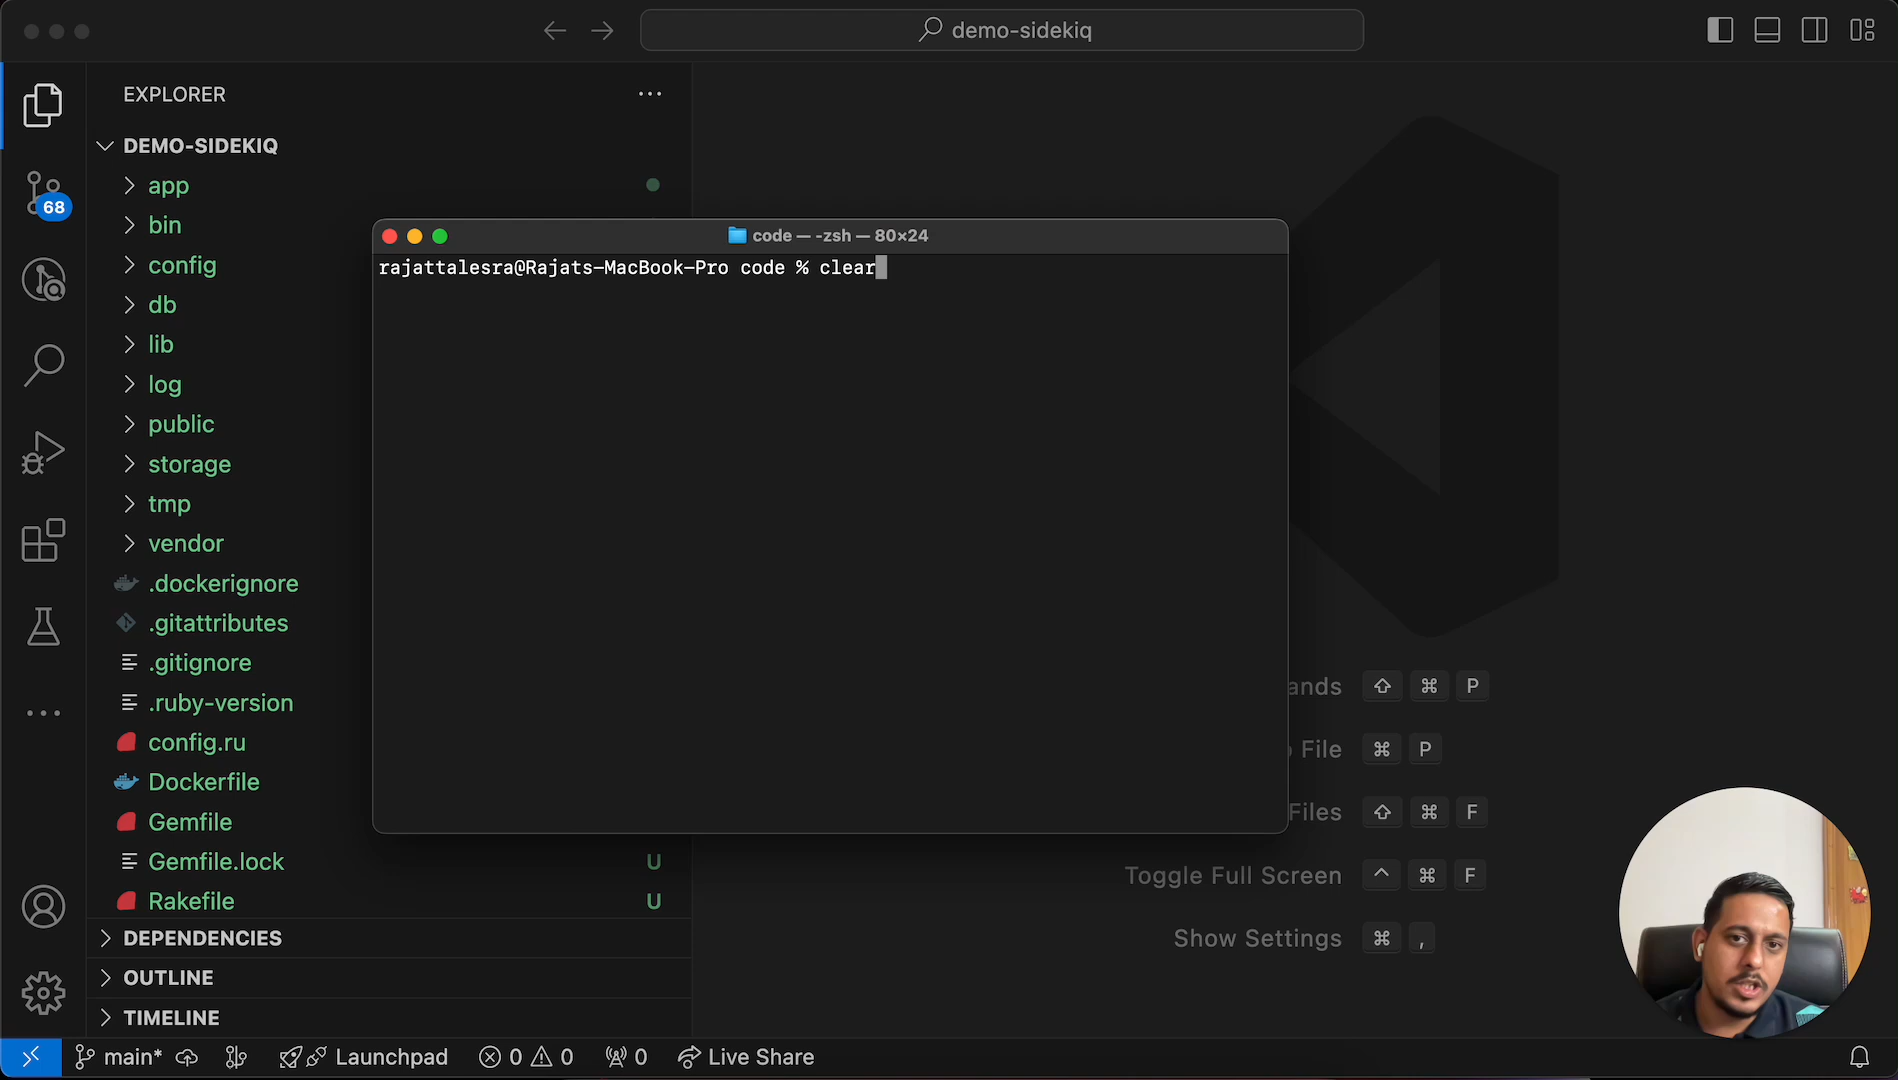 demo-sidekiq
EXPLORER
DEMO-SIDEKIQ
app
bin
config
db
lib
log
public
storage
tmp
vendor
.dockerignore
.gitattributes
.gitignore
.ruby-version
config.ru
Dockerfile
Gemfile
Gemfile.lock U
Rakefile U
DEPENDENCIES
OUTLINE
TIMELINE
68
code — -zsh — 80×24
rajattalesra@Rajats-MacBook-Pro code % clear
ands ⇧ ⌘ P
File ⌘ P
Files ⇧ ⌘ F
Toggle Full Screen ^ ⌘ F
Show Settings ⌘ ,
main* Launchpad 0 0 0 Live Share